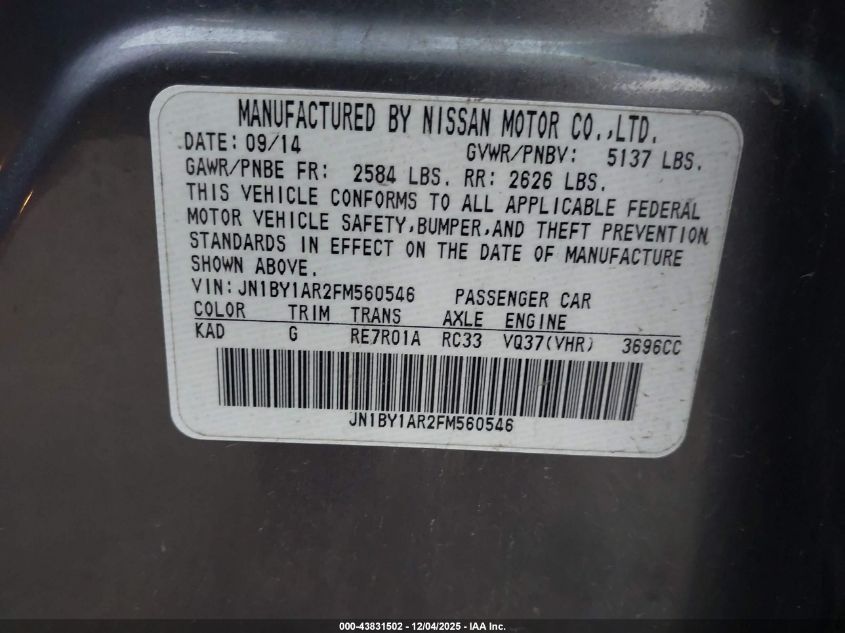 MANUFACTURED BY NISSAN MOTOR CO.,LTD.
DATE: 09/14 GVWR/PNBV: 5137 LBS.
GAWR/PNBE FR: 2584 LBS. RR: 2626 LBS.
THIS VEHICLE CONFORMS TO ALL APPLICABLE FEDERAL
MOTOR VEHICLE SAFETY,BUMPER,AND THEFT PREVENTION
STANDARDS IN EFFECT ON THE DATE OF MANUFACTURE
SHOWN ABOVE.
VIN:JN1BY1AR2FM560546 PASSENGER CAR
COLOR TRIM TRANS AXLE ENGINE
KAD G RE7R01A RC33 VQ37(VHR) 3696CC
JN1BY1AR2FM560546
000-43831502 - 12/04/2025 - IAA Inc.